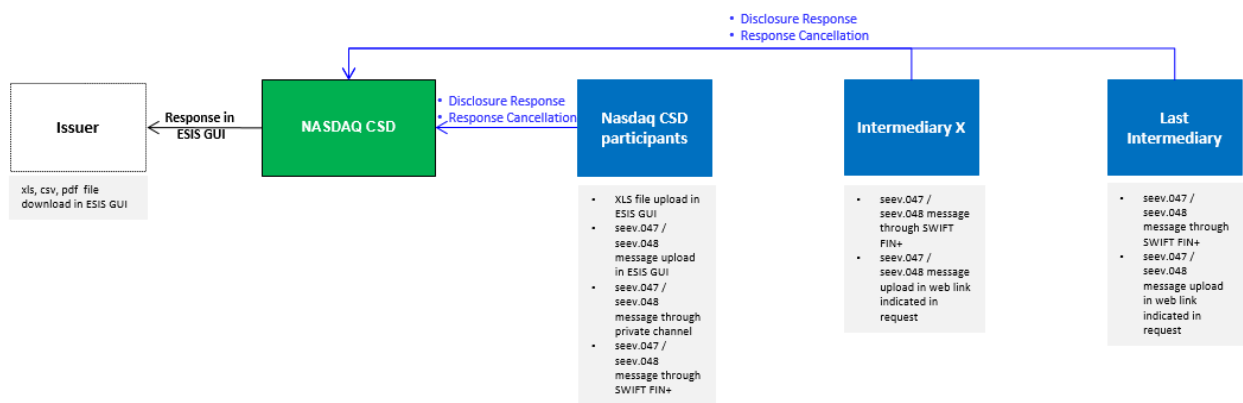 • Disclosure Response
• Response Cancellation
Issuer
Response in
ESIS GUI
NASDAQ CSD
• Disclosure Response
• Response Cancellation
Nasdaq CSD
participants
Intermediary X
Last
Intermediary
xls, csv, pdf file
download in ESIS GUI
• XLS file upload in
ESIS GUI
• seev.047 /
seev.048
message upload
in ESIS GUI
• seev.047 /
seev.048
message through
private channel
• seev.047 /
seev.048
message through
SWIFT FIN+
• seev.047 /
seev.048 message
through SWIFT
FIN+
• seev.047 /
seev.048 message
upload in web link
indicated in
request
• seev.047 /
seev.048
message through
SWIFT FIN+
• seev.047 /
seev.048
message upload
in web link
indicated in
request